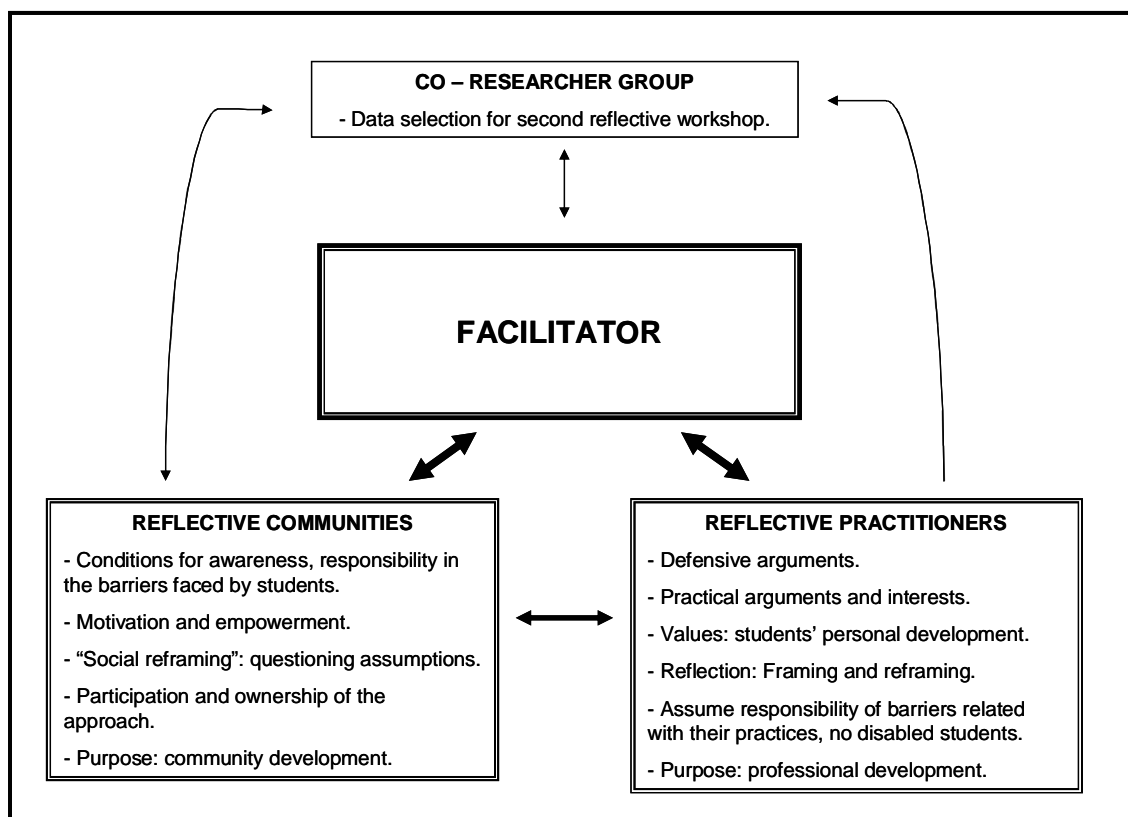 CO – RESEARCHER GROUP
- Data selection for second reflective workshop.
FACILITATOR
REFLECTIVE COMMUNITIES
- Conditions for awareness, responsibility in
the barriers faced by students.
- Motivation and empowerment.
- “Social reframing”: questioning assumptions.
- Participation and ownership of the
approach.
- Purpose: community development.
REFLECTIVE PRACTITIONERS
- Defensive arguments.
- Practical arguments and interests.
- Values: students’ personal development.
- Reflection: Framing and reframing.
- Assume responsibility of barriers related
with their practices, no disabled students.
- Purpose: professional development.